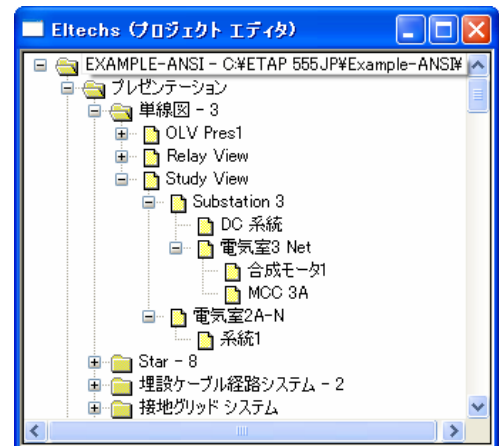 Eltechs (プロジェクト エディタ)
EXAMPLE-ANSI - C:¥ETAP 555JP¥Example-ANSI¥
プレゼンテーション
単線図 - 3
OLV Pres1
Relay View
Study View
Substation 3
DC 系統
電気室3 Net
合成モータ1
MCC 3A
電気室2A-N
系統1
Star - 8
埋設ケーブル経路システム - 2
接地グリッド システム